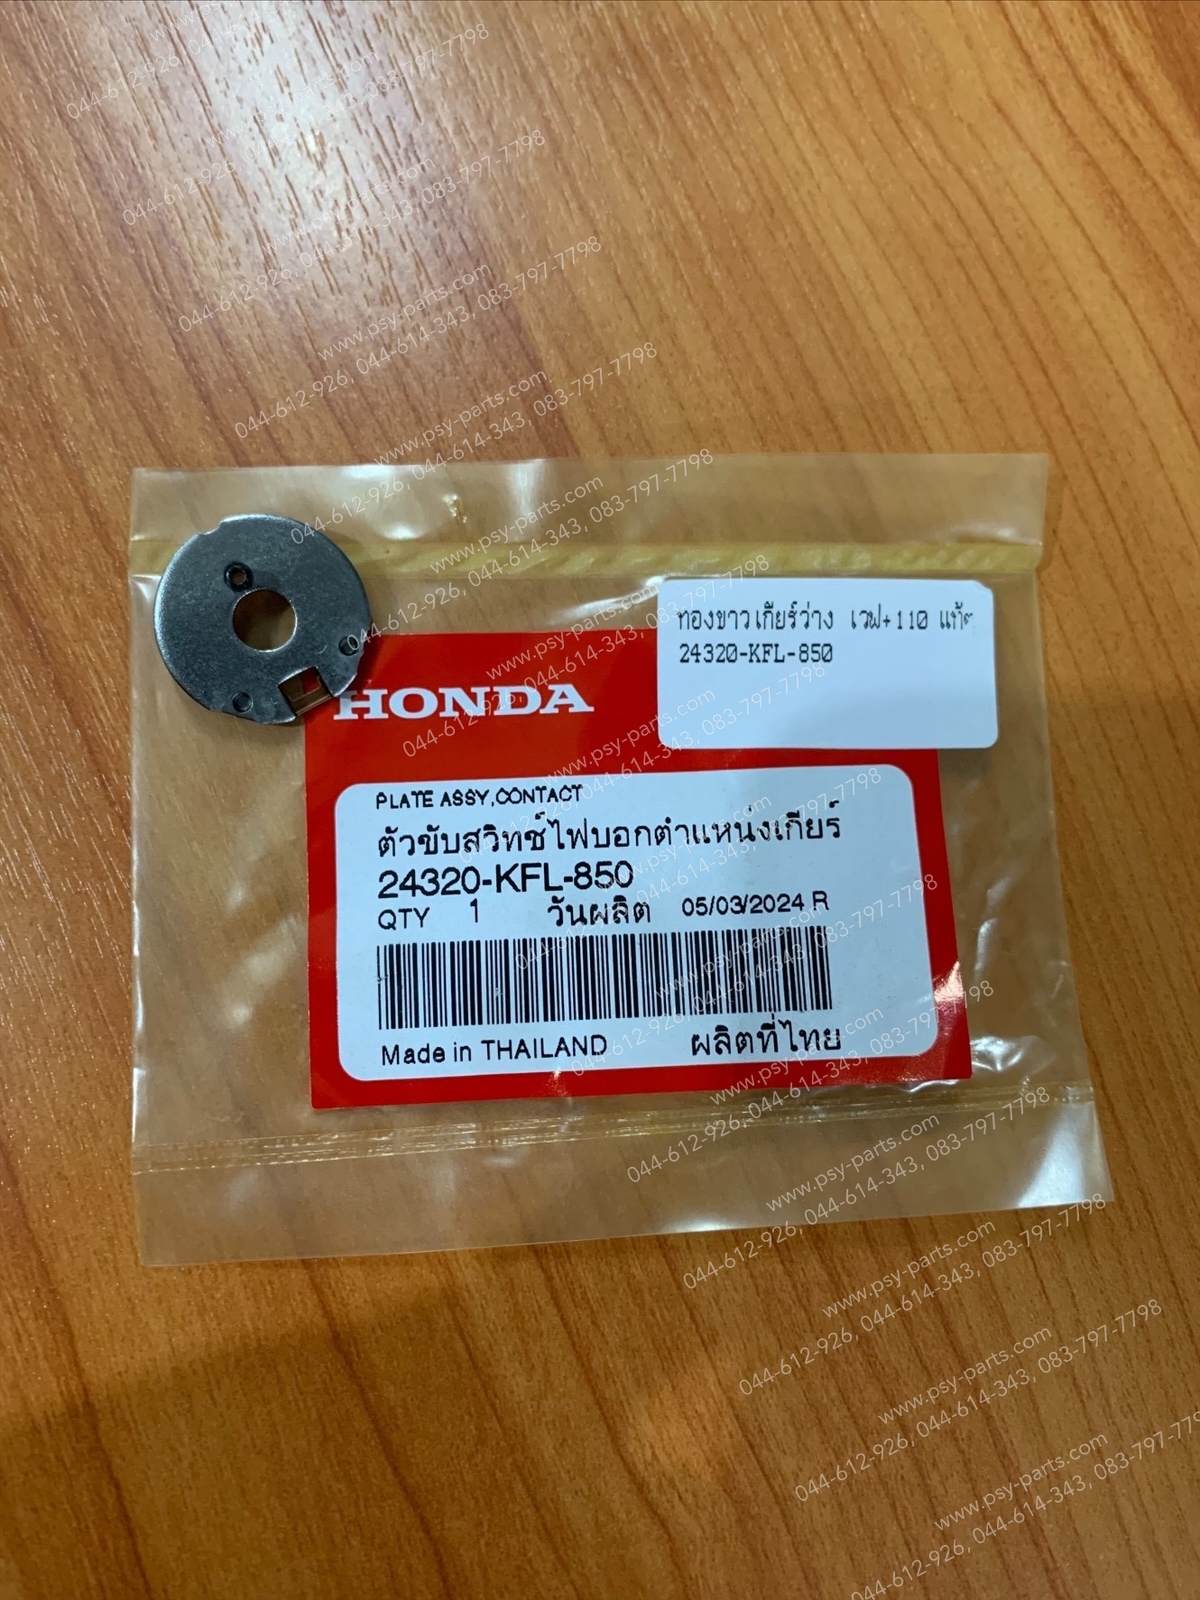 ทองขาวเกียร์ว่าง เวฟ+110 แท้ๆ
24320-KFL-850
HONDA
PLATE ASSY,CONTACT
ตัวขับสวิทช์ไฟบอกตำแหน่งเกียร์
24320-KFL-850
QTY 1 วันผลิต 05/03/2024 R
Made in THAILAND ผลิตที่ไทย
www.psy-parts.com
044-612-926, 044-614-343, 083-797-7798